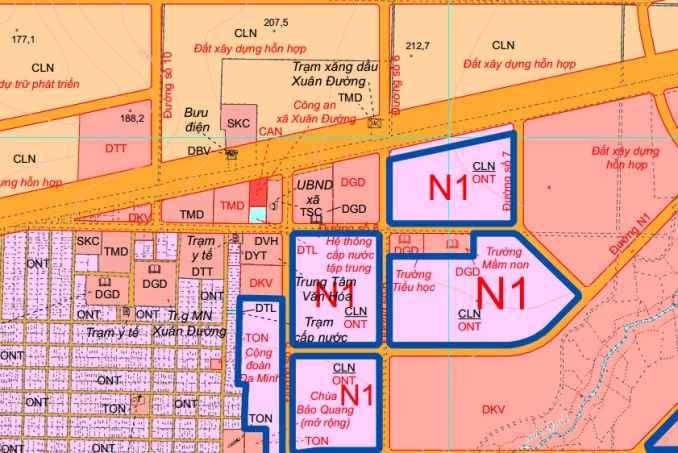 207,5
177,1
CLN
CLN
Đất xây dựng hỗn hợp
dự trữ phát triển
Đường số 10
Trạm xăng dầu
Xuân Đường
TMD
Đường số 6
212,7
CLN
Đất xây dựng hỗn hợp
188,2
DTT
CLN
ựng hỗn hợp
Bưu
điện
SKC
CAN
Công an
xã Xuân Đường
DBV
CLN
ONT
N1
Đường số 7
Đất xây dựng
hỗn hợp
Đường N1
DKV
TMD
TMD
UBND
xã
TSC
DGD
DGD
Đường số 8
SKC
TMD
ONT
Trạm
y tế
DTT
DVH
DYT
DKV
DTL
Hệ thống
cấp nước
tập trung
Trung Tâm
Văn Hóa
N1
CLN
ONT
Trạm
cấp nước
DGD
Trường
Tiểu học
DGD
Trường
Mầm non
N1
CLN
ONT
DGD
DGD
ONT
Tr.g MN
Xuân Đường
Trạm y tế
ONT
ONT
ONT
DTL
TON
Cộng
đoàn
Đa Minh
TON
CLN
ONT
N1
Chùa
Bảo Quang
(mở rộng)
TON
DKV
ONT
TON
ONT
ONT